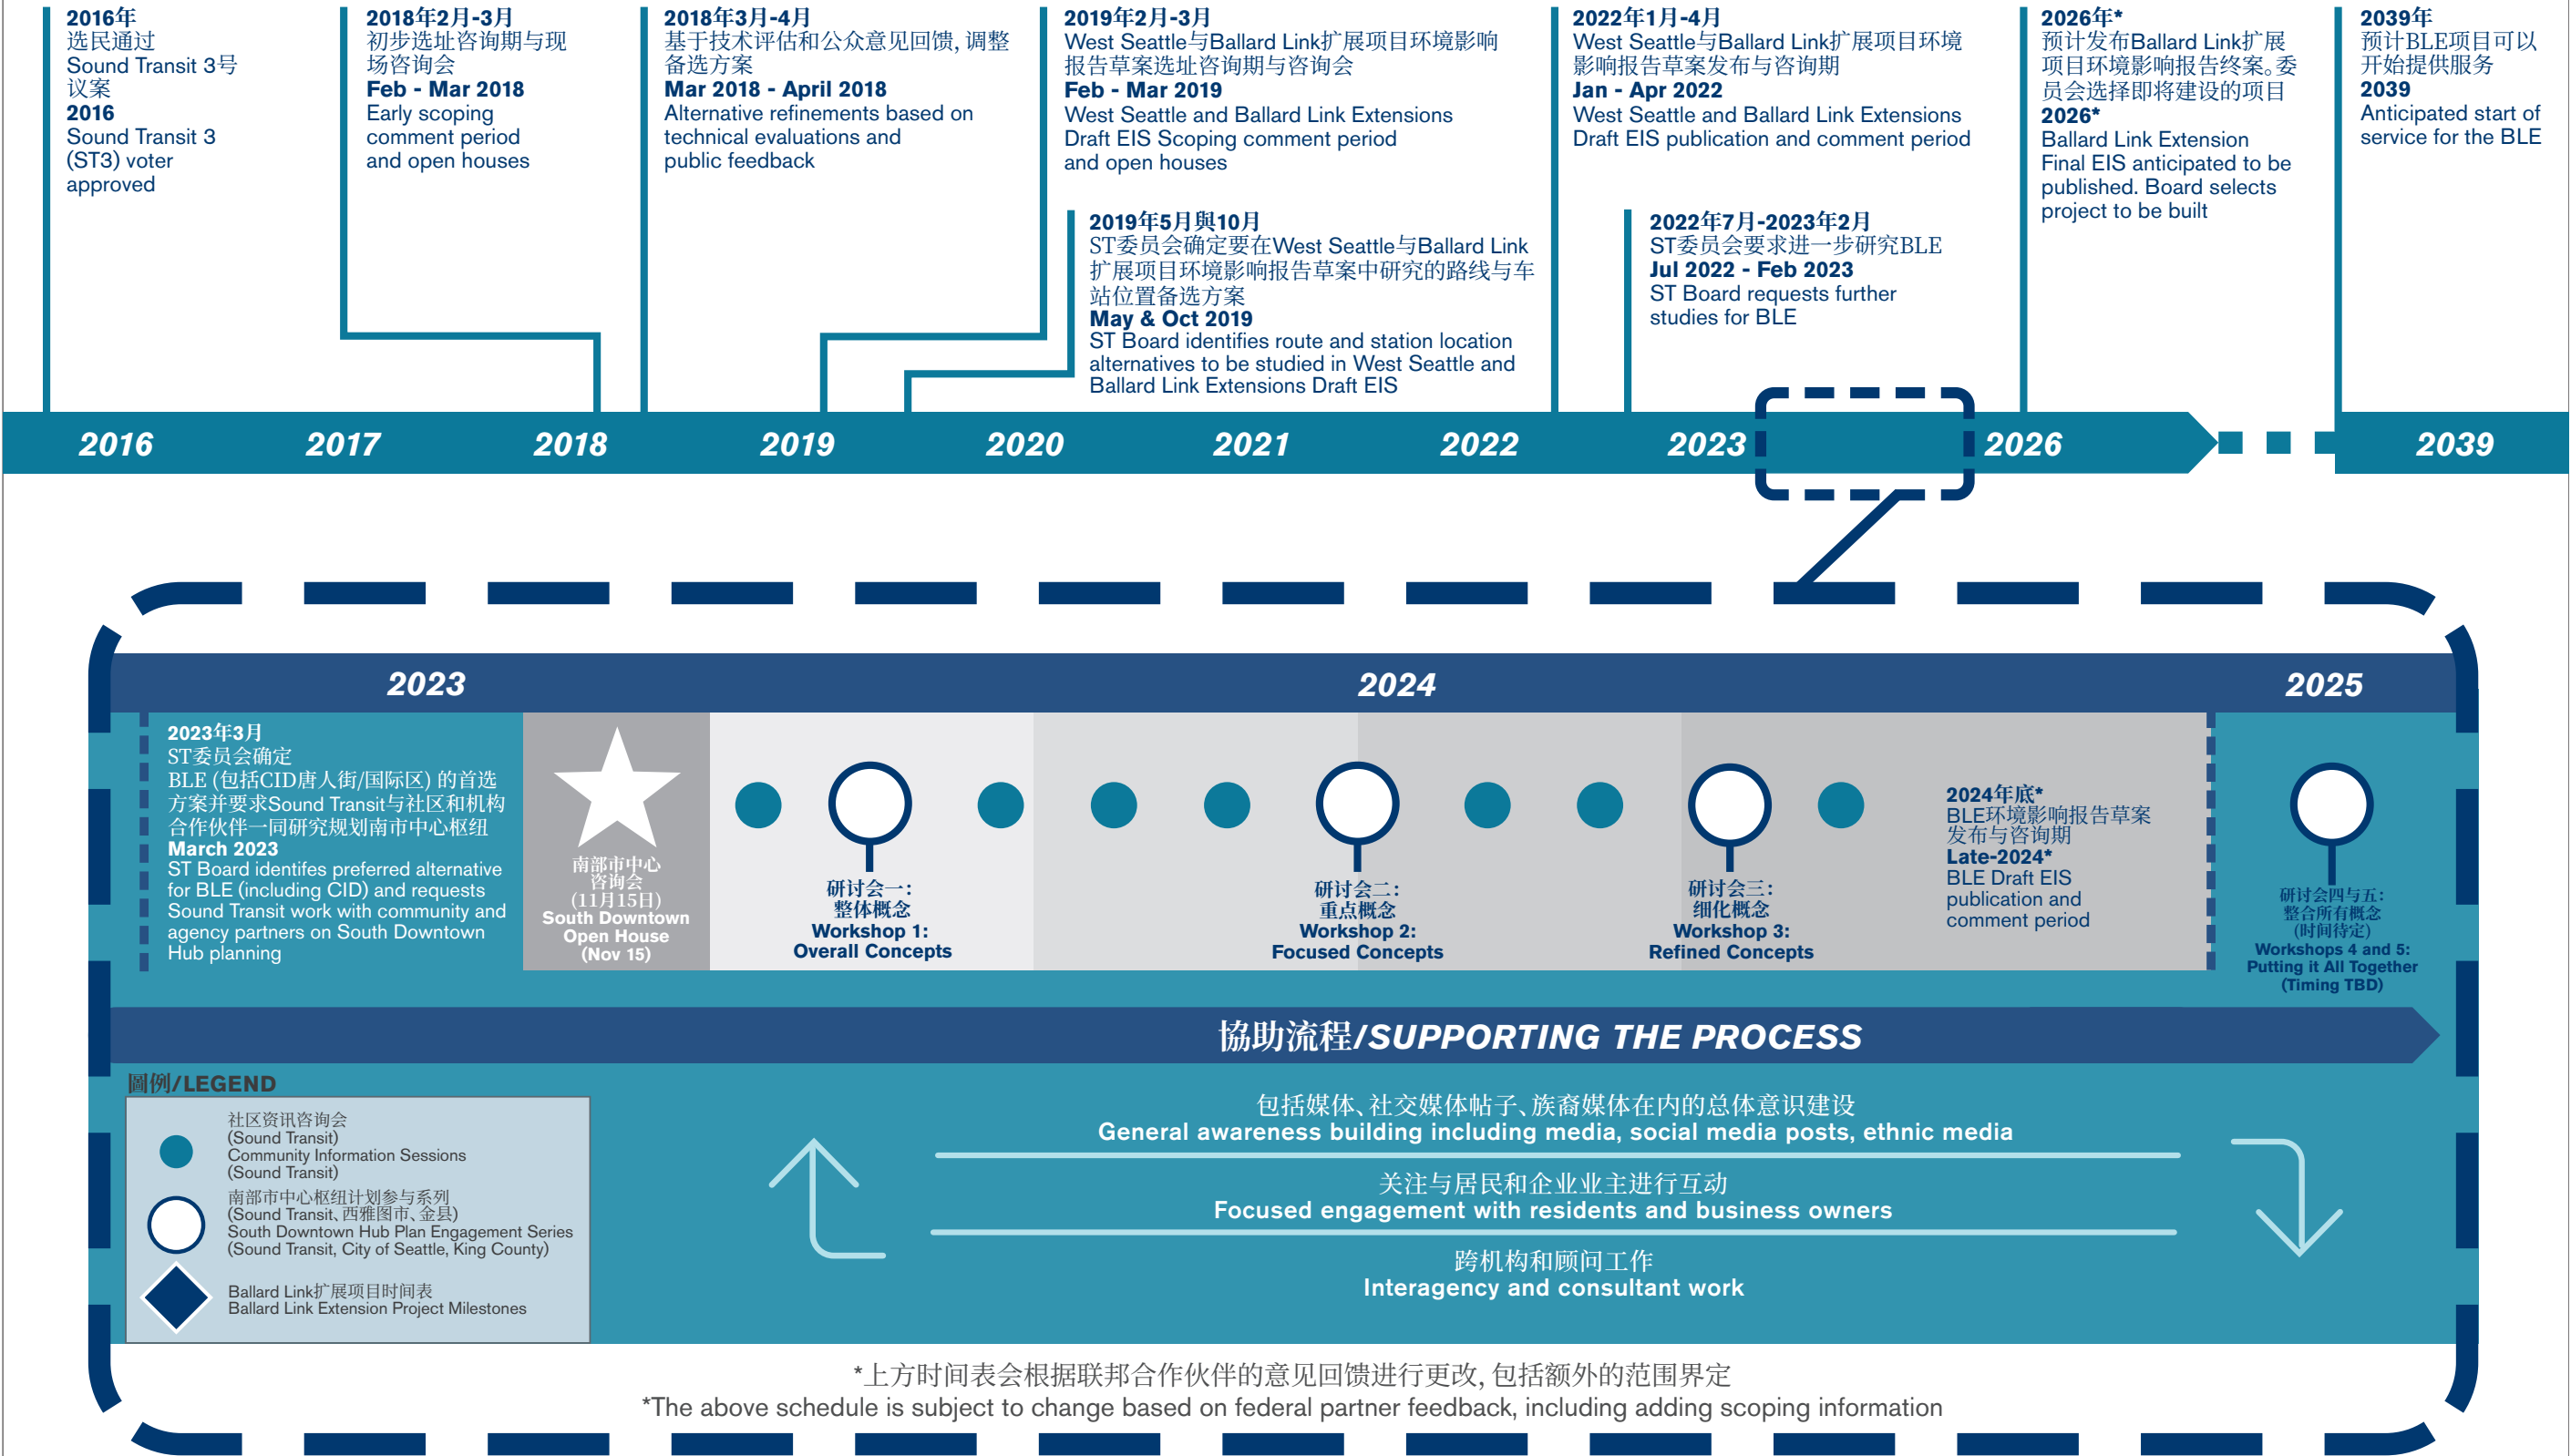 2016年
选民通过
Sound Transit 3号
议案
2016
Sound Transit 3
(ST3) voter
approved
2018年2月-3月
初步选址咨询期与现
场咨询会
Feb - Mar 2018
Early scoping
comment period
and open houses
2018年3月-4月
基于技术评估和公众意见回馈, 调整
备选方案
Mar 2018 - April 2018
Alternative refinements based on
technical evaluations and
public feedback
2019年2月-3月
West Seattle与Ballard Link扩展项目环境影响
报告草案选址咨询期与咨询会
Feb - Mar 2019
West Seattle and Ballard Link Extensions
Draft EIS Scoping comment period
and open houses
2019年5月與10月
ST委员会确定要在West Seattle与Ballard Link
扩展项目环境影响报告草案中研究的路线与车
站位置备选方案
May & Oct 2019
ST Board identifies route and station location
alternatives to be studied in West Seattle and
Ballard Link Extensions Draft EIS
2022年1月-4月
West Seattle与Ballard Link扩展项目环境
影响报告草案发布与咨询期
Jan - Apr 2022
West Seattle and Ballard Link Extensions
Draft EIS publication and comment period
2022年7月-2023年2月
ST委员会要求进一步研究BLE
Jul 2022 - Feb 2023
ST Board requests further
studies for BLE
2026年*
预计发布Ballard Link扩展
项目环境影响报告终案。委
员会选择即将建设的项目
2026*
Ballard Link Extension
Final EIS anticipated to be
published. Board selects
project to be built
2039年
预计BLE项目可以
开始提供服务
2039
Anticipated start of
service for the BLE
2016 2017 2018 2019 2020 2021 2022 2023 2026 2039
2023 2024 2025
2023年3月
ST委员会确定
BLE (包括CID唐人街/国际区) 的首选
方案并要求Sound Transit与社区和机构
合作伙伴一同研究规划南市中心枢纽
March 2023
ST Board identifes preferred alternative
for BLE (including CID) and requests
Sound Transit work with community and
agency partners on South Downtown
Hub planning
南部市中心
咨询会
(11月15日)
South Downtown
Open House
(Nov 15)
研讨会一:
整体概念
Workshop 1:
Overall Concepts
研讨会二:
重点概念
Workshop 2:
Focused Concepts
研讨会三:
细化概念
Workshop 3:
Refined Concepts
2024年底*
BLE环境影响报告草案
发布与咨询期
Late-2024*
BLE Draft EIS
publication and
comment period
研讨会四与五:
整合所有概念
(时间待定)
Workshops 4 and 5:
Putting it All Together
(Timing TBD)
協助流程/SUPPORTING THE PROCESS
圖例/LEGEND
社区资讯咨询会
(Sound Transit)
Community Information Sessions
(Sound Transit)
南部市中心枢纽计划参与系列
(Sound Transit、西雅图市、金县)
South Downtown Hub Plan Engagement Series
(Sound Transit, City of Seattle, King County)
Ballard Link扩展项目时间表
Ballard Link Extension Project Milestones
包括媒体、社交媒体帖子、族裔媒体在内的总体意识建设
General awareness building including media, social media posts, ethnic media
关注与居民和企业业主进行互动
Focused engagement with residents and business owners
跨机构和顾问工作
Interagency and consultant work
*上方时间表会根据联邦合作伙伴的意见回馈进行更改, 包括额外的范围界定
*The above schedule is subject to change based on federal partner feedback, including adding scoping information